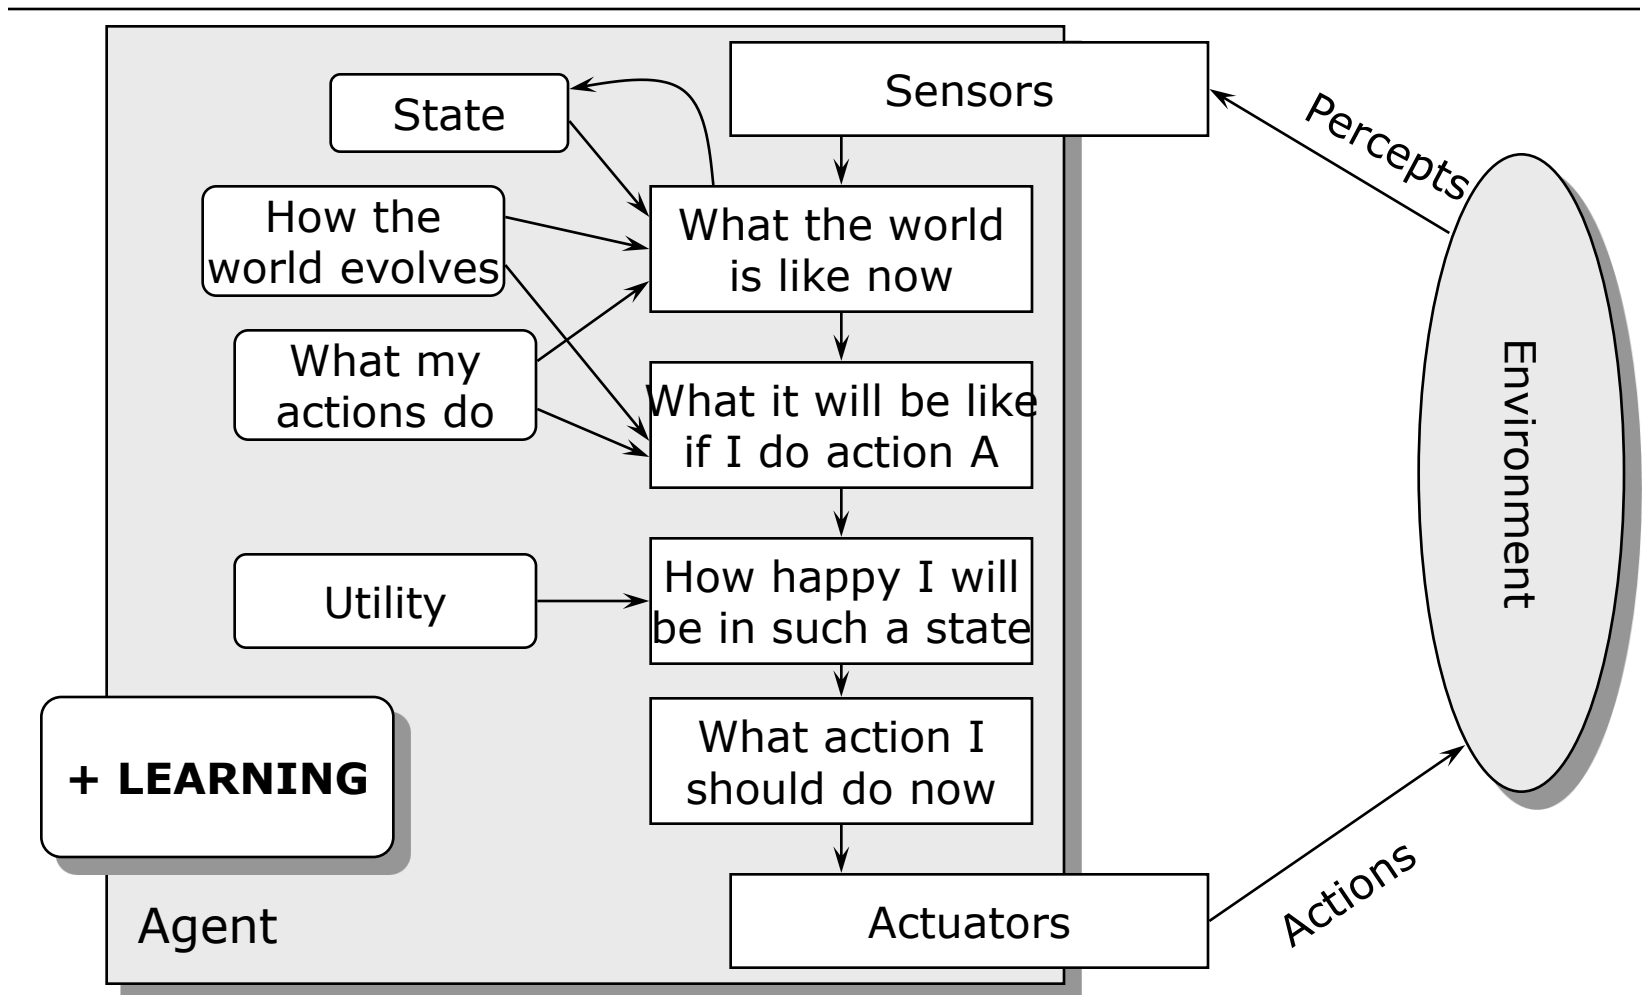 Sensors
Percepts
State
How the
world evolves
What the world
is like now
What my
actions do
What it will be like
if I do action A
Environment
Utility
How happy I will
be in such a state
+ LEARNING
What action I
should do now
Agent
Actuators
Actions